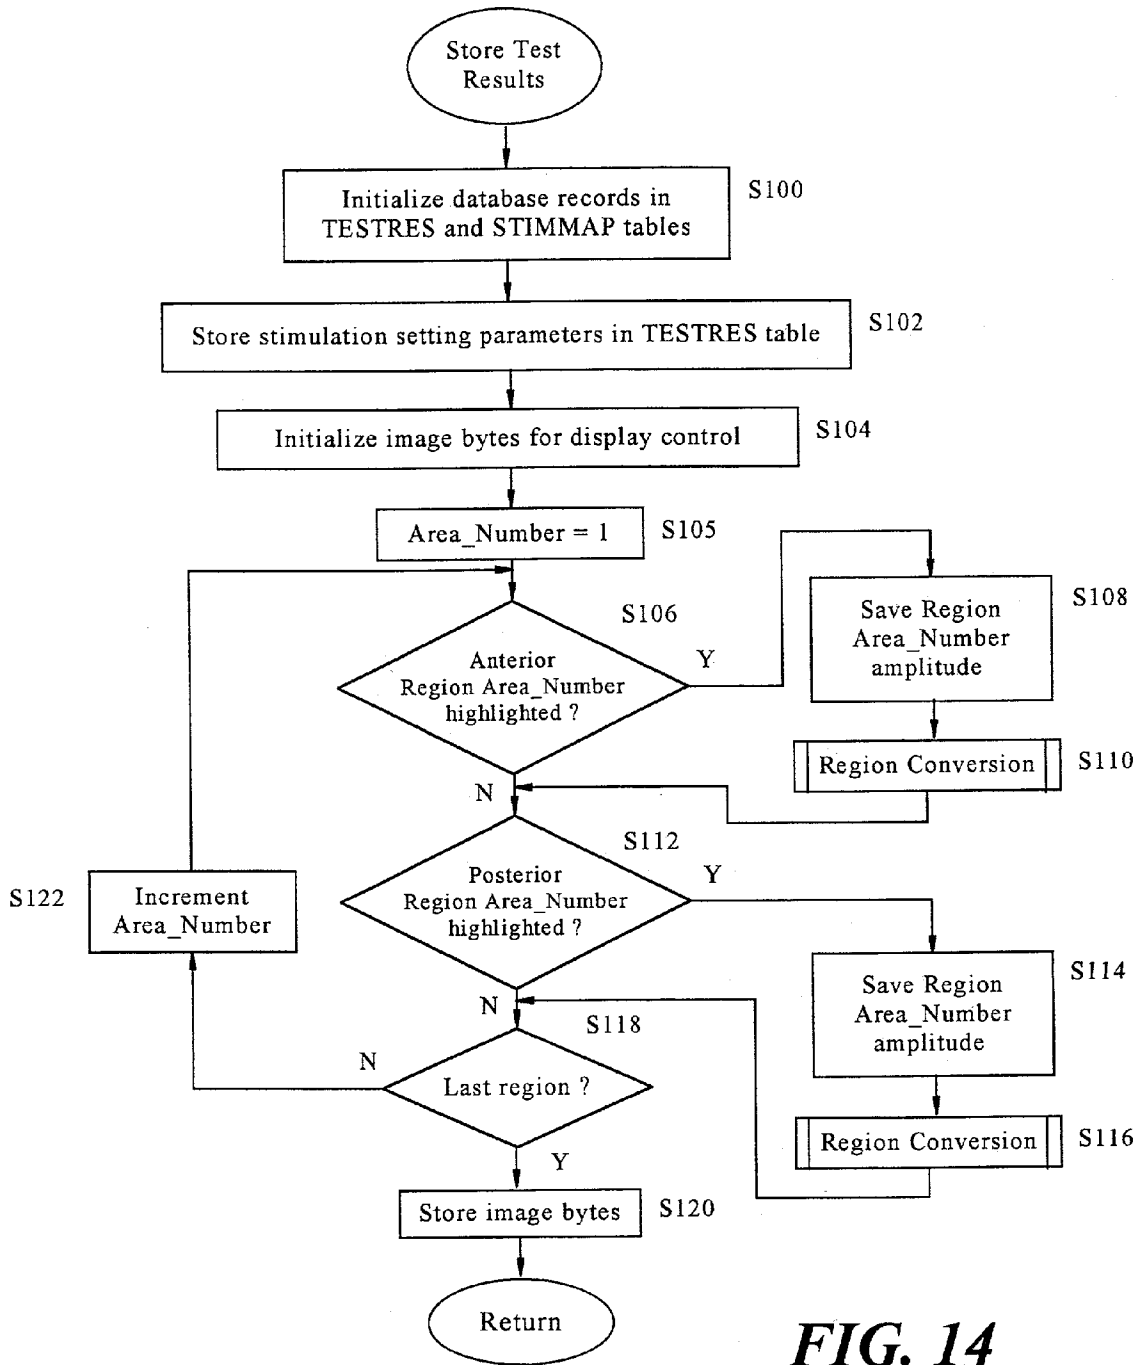 Store Test
Results
Initialize database records in
TESTRES and STIMMAP tables
S100
Store stimulation setting parameters in TESTRES table
S102
Initialize image bytes for display control
S104
Area_Number = 1
S105
S106
Anterior
Region Area_Number
highlighted ?
Y
N
Save Region
Area_Number
amplitude
S108
Region Conversion
S110
S112
Posterior
Region Area_Number
highlighted ?
Y
N
Save Region
Area_Number
amplitude
S114
Region Conversion
S116
S118
Last region ?
N
Y
S122
Increment
Area_Number
Store image bytes
S120
Return
FIG. 14